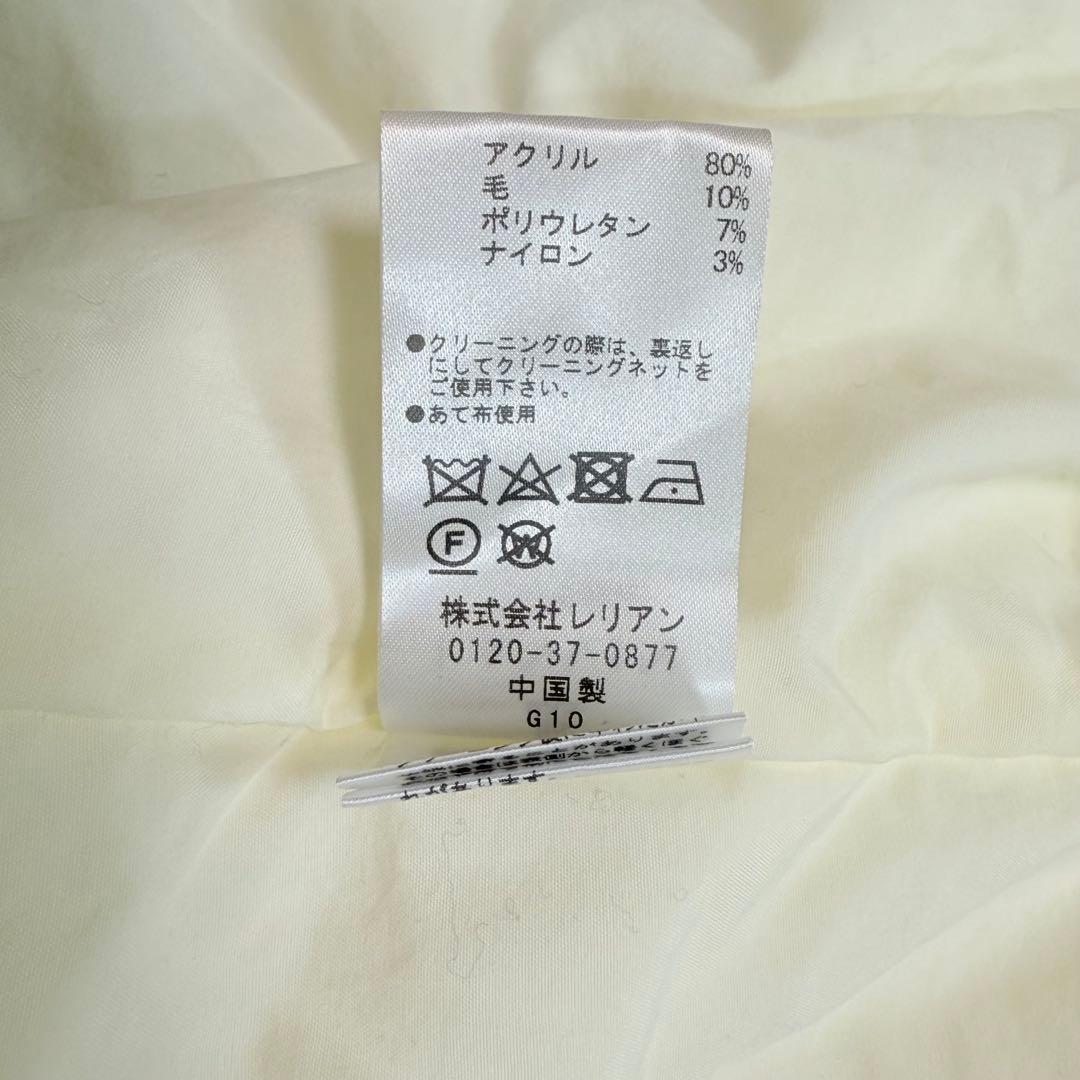 アクリル 80%
毛 10%
ポリウレタン 7%
ナイロン 3%
●クリーニングの際は、裏返し
にしてクリーニングネットを
ご使用下さい。
●あて布使用
F W
株式会社レリアン
0120-37-0877
中国製
G10